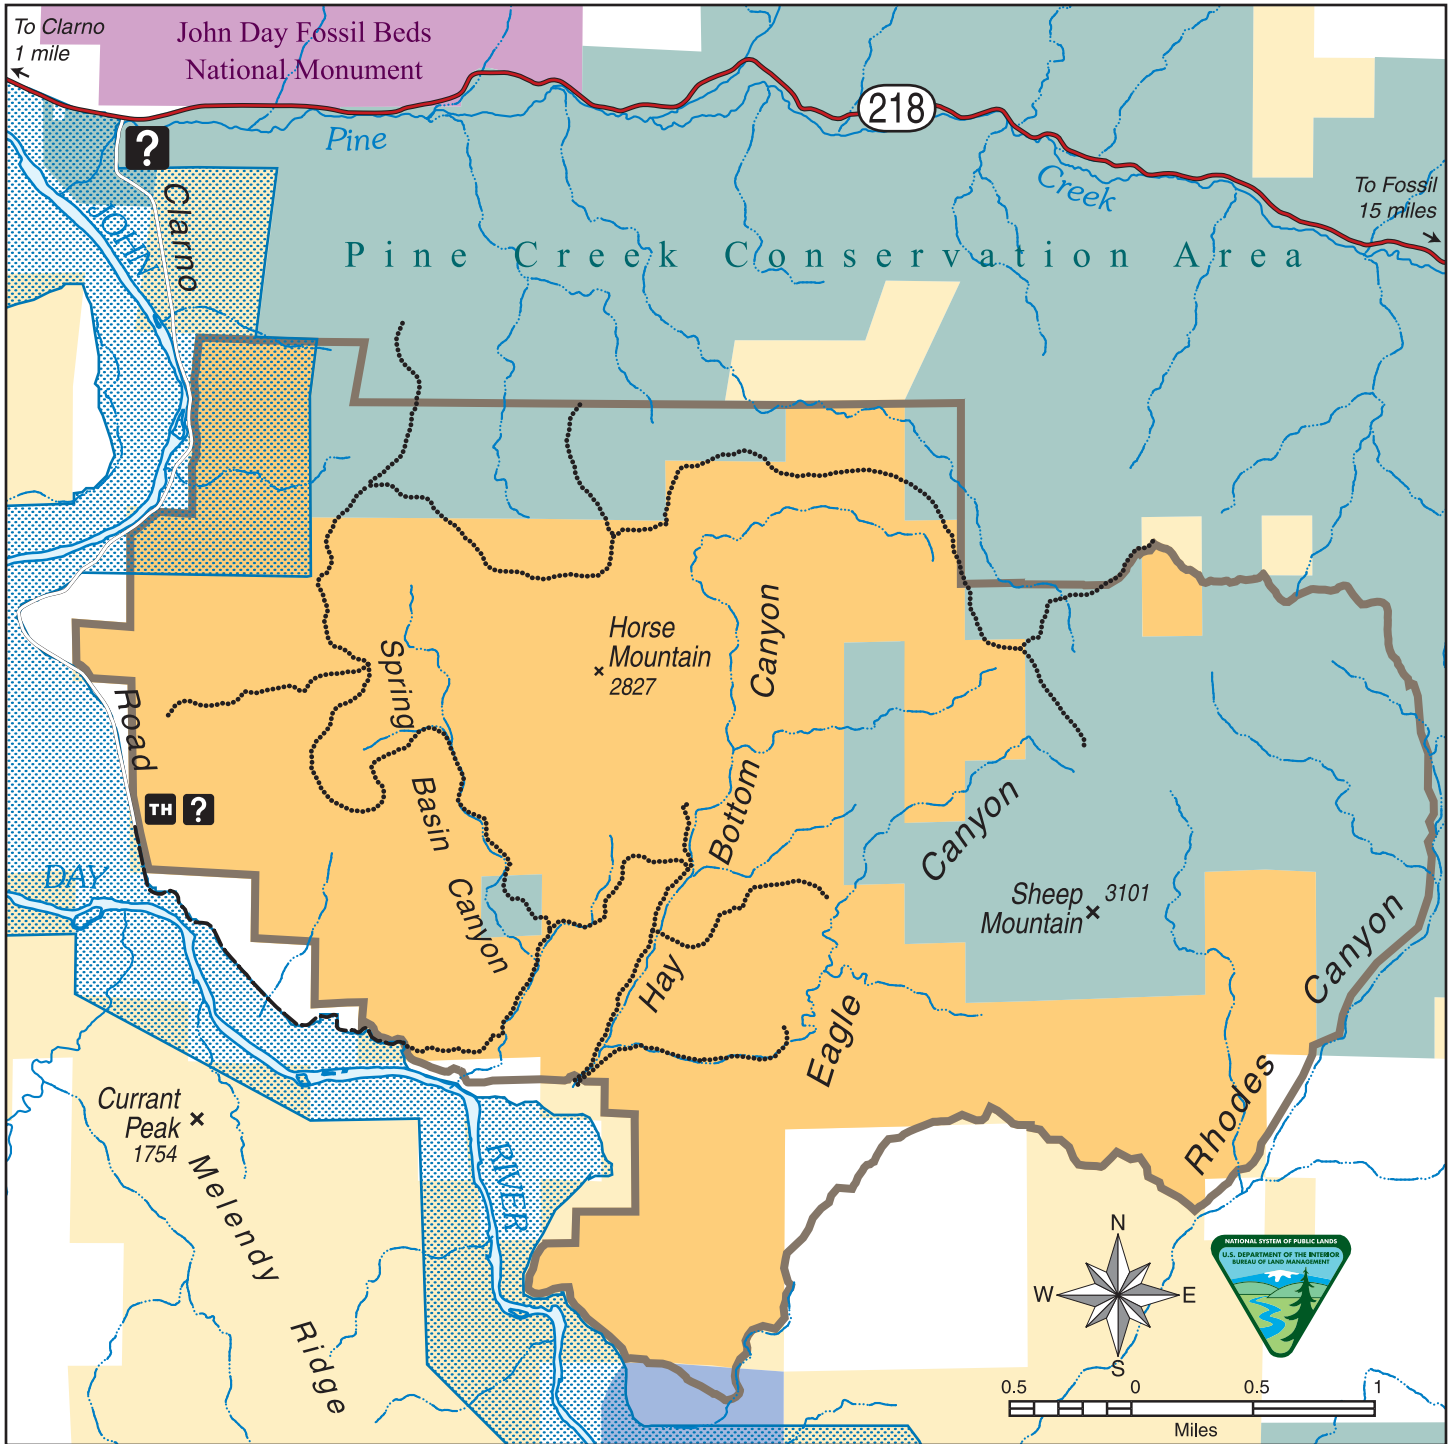 To Clarno
1 mile
John Day Fossil Beds
National Monument
218
Pine
Creek
?
To Fossil
15 miles
Clarno
JOHN
Pine Creek Conservation Area
Horse
Mountain
2827
Canyon
Spring
Road
Basin
Bottom
TH
?
Canyon
DAY
Sheep
Mountain
3101
Canyon
Canyon
Hay
Eagle
Currant
Peak
1754
Rhodes
Melendy
RIVER
Ridge
N
W
E
S
NATIONAL SYSTEM OF PUBLIC LANDS
U.S. DEPARTMENT OF THE INTERIOR
BUREAU OF LAND MANAGEMENT
0.5 0 0.5 1
Miles